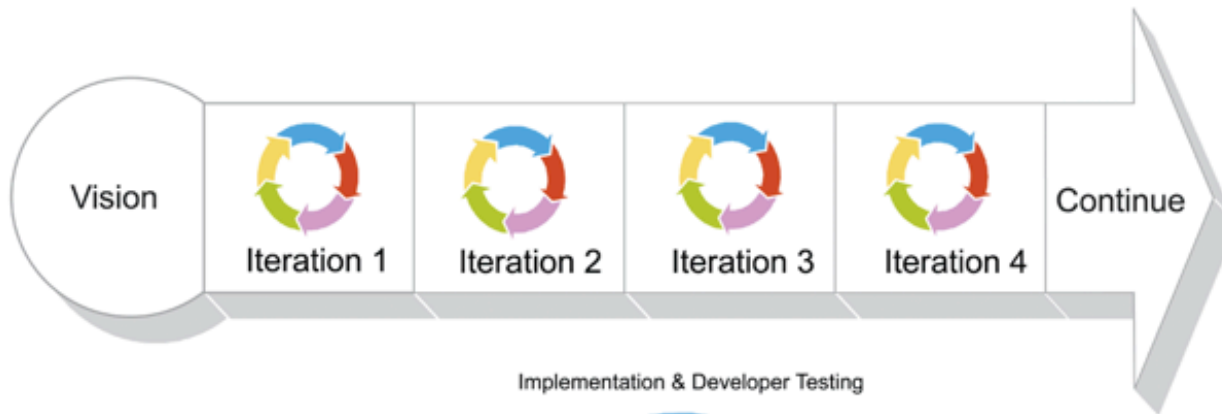 Vision
Iteration 1
Iteration 2
Iteration 3
Iteration 4
Continue
Implementation & Developer Testing